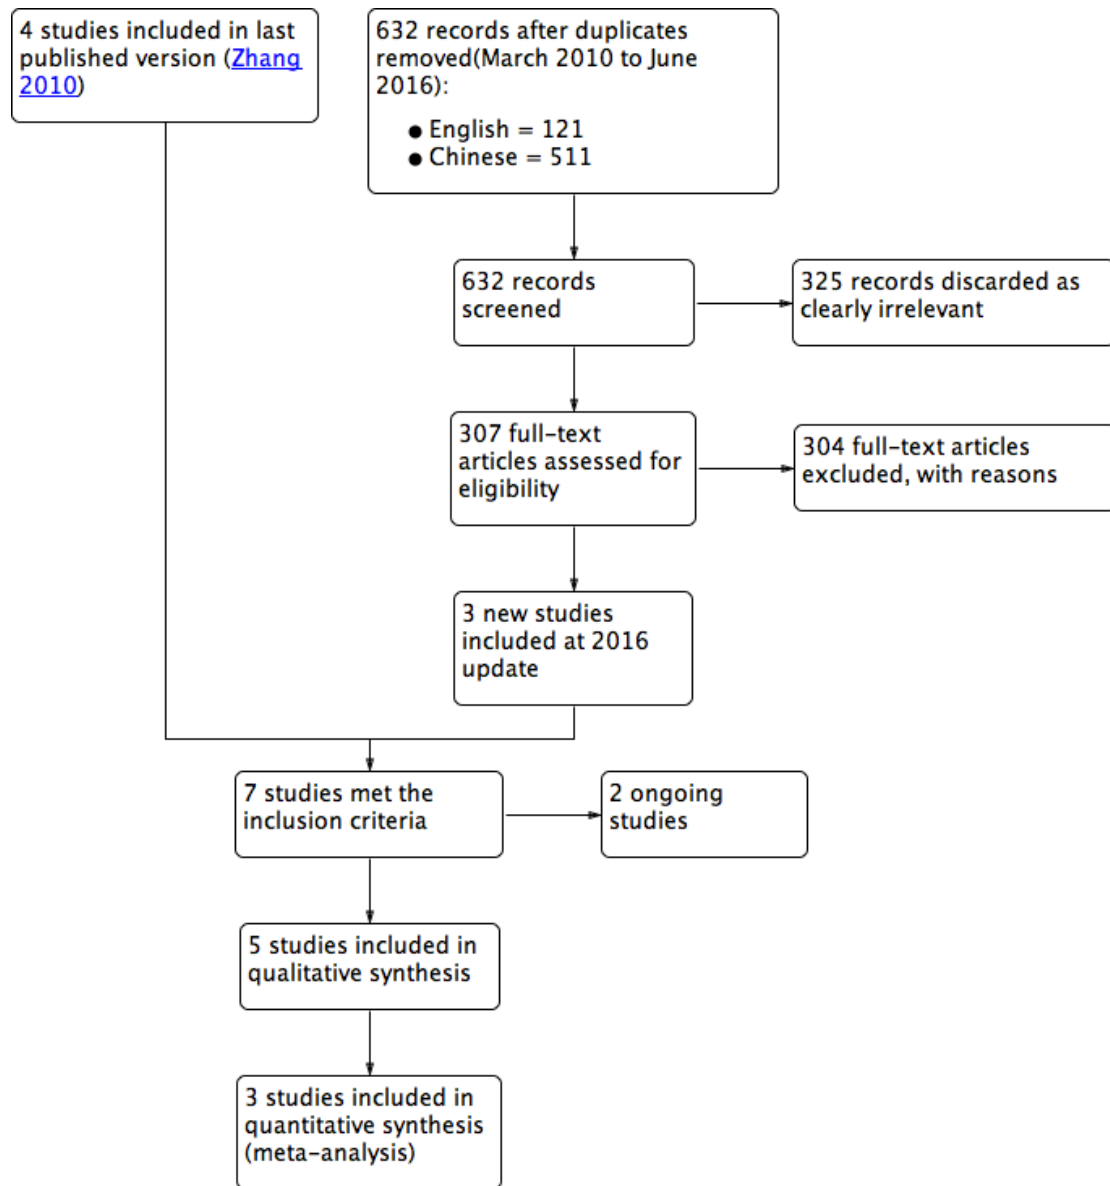 4 studies included in last
published version (Zhang
2010)
632 records after duplicates
removed(March 2010 to June
2016):
● English = 121
● Chinese = 511
632 records
screened
325 records discarded as
clearly irrelevant
307 full-text
articles assessed for
eligibility
304 full-text articles
excluded, with reasons
3 new studies
included at 2016
update
7 studies met the
inclusion criteria
2 ongoing
studies
5 studies included in
qualitative synthesis
3 studies included in
quantitative synthesis
(meta-analysis)